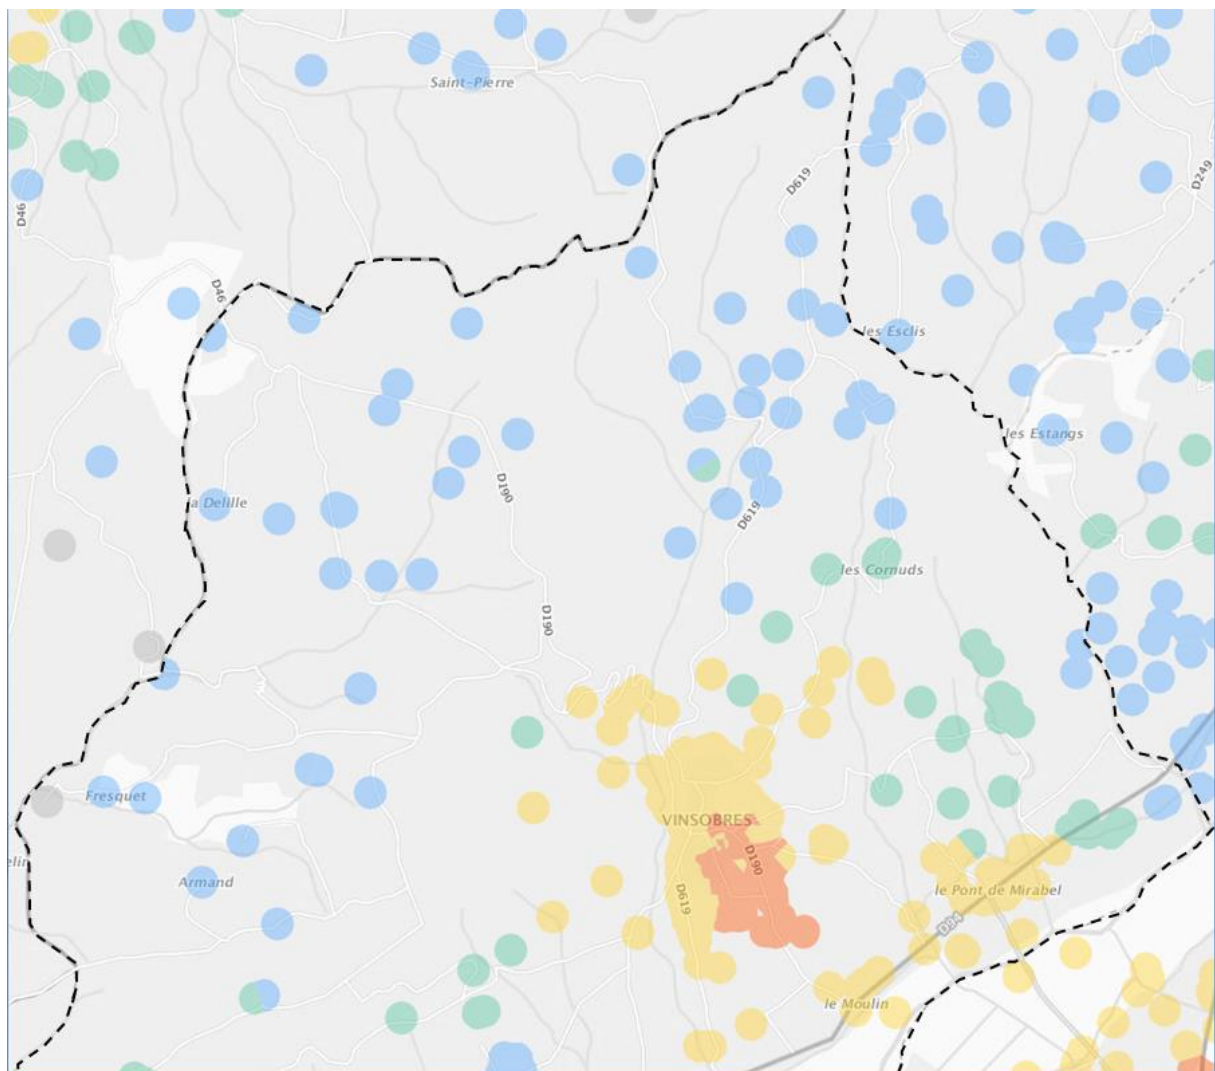 Saint-Pierre
D619
D249
D46
D46
les Esclis
les Estangs
D190
la Delille
D619
les Cornuds
D190
Fresquet
VINSOBRES
D190
Armand
D619
le Pont de Mirabel
D94
le Moulin